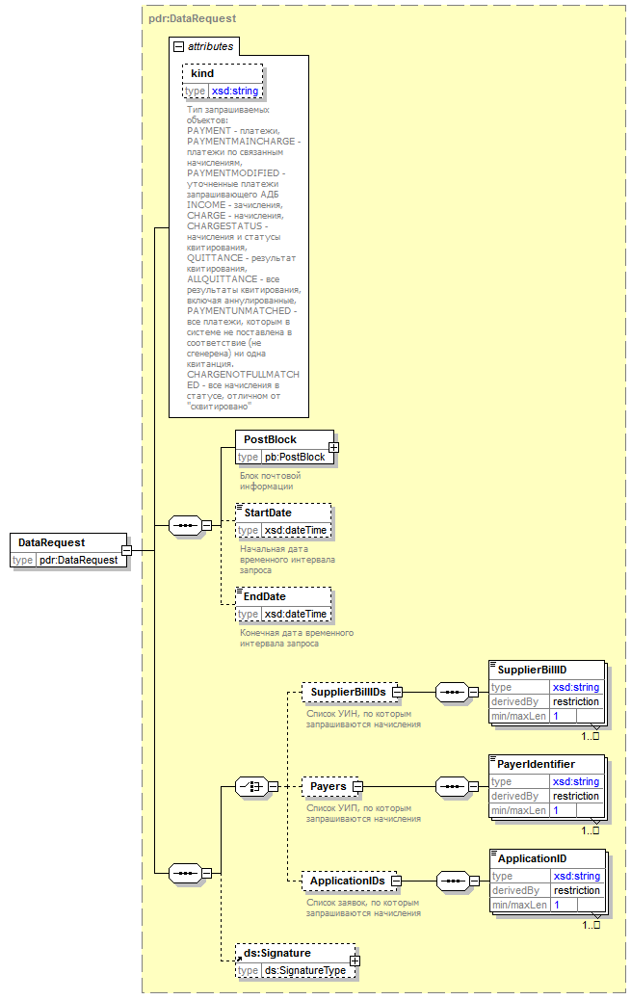 pdr:DataRequest
attributes
kind
type xsd:string
Тип запрашиваемых
объектов:
PAYMENT - платежи,
PAYMENTMAINCHARGE -
платежи по связанным
начислениям,
PAYMENTMODIFIED -
уточненные платежи
запрашивающего АДБ
INCOME - зачисления,
CHARGE - начисления,
CHARGESTATUS -
начисления и статусы
квитирования,
QUITTANCE - результат
квитирования,
ALLQUITTANCE - все
результаты квитирования,
включая аннулированные,
PAYMENTUNMATCHED -
все платежи, которым в
системе не поставлена в
соответствие (не
сгенерена) ни одна
квитанция.
CHARGENOTFULLMATCH
ED - все начисления в
статусе, отличном от
"сквитировано"
PostBlock
type pb:PostBlock
Блок почтовой
информации
StartDate
type xsd:dateTime
Начальная дата
временного интервала
запроса
DataRequest
type pdr:DataRequest
EndDate
type xsd:dateTime
Конечная дата временного
интервала запроса
SupplierBillIDs
Список УИН, по которым
запрашиваются начисления
SupplierBillID
type xsd:string
derivedBy restriction
min/maxLen 1
1..
Payers
Список УИП, по которым
запрашиваются начисления
PayerIdentifier
type xsd:string
derivedBy restriction
min/maxLen 1
1..
ApplicationIDs
Список заявок, по которым
запрашиваются начисления
ApplicationID
type xsd:string
derivedBy restriction
min/maxLen 1
1..
ds:Signature
type ds:SignatureType